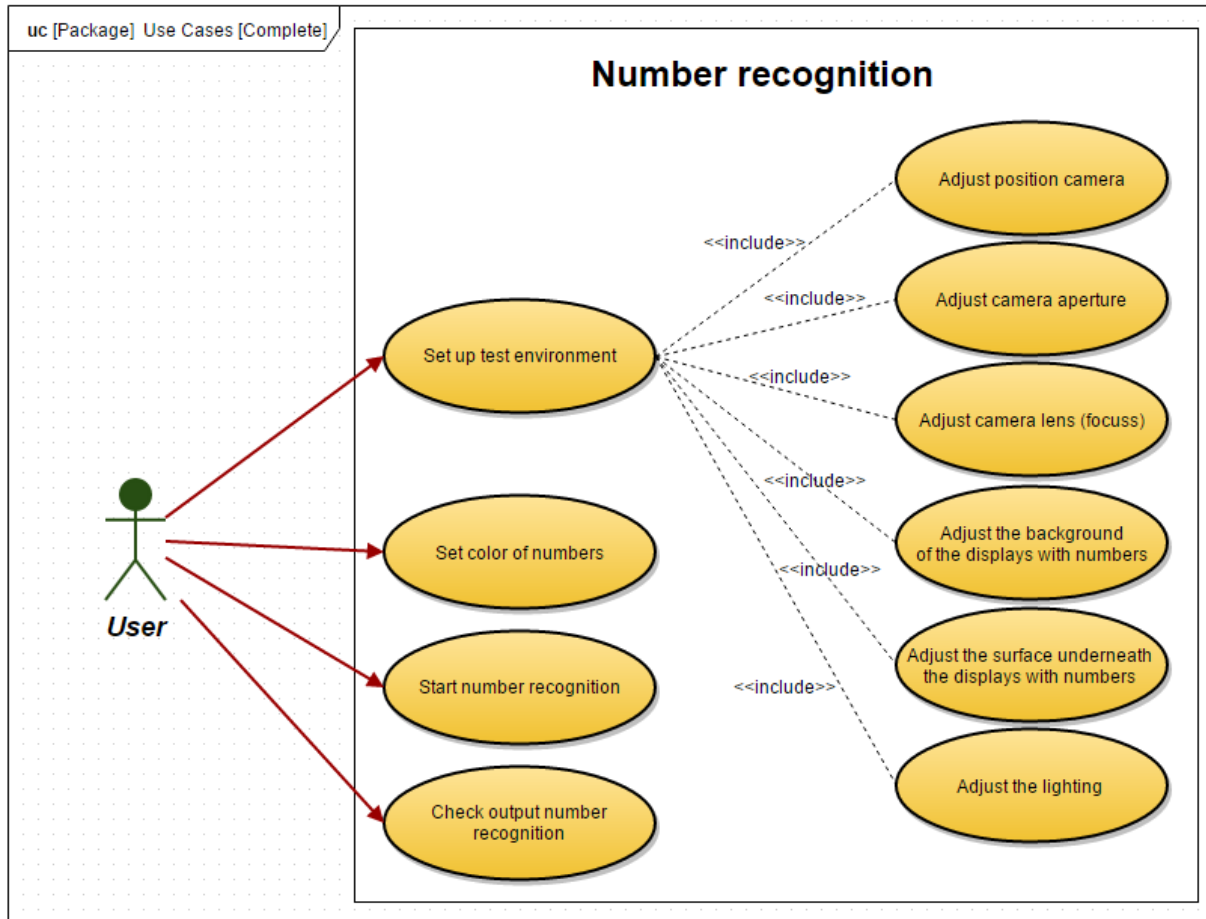 uc [Package] Use Cases [Complete]
Number recognition
Adjust position camera
<<include>>
Adjust camera aperture
<<include>>
Set up test environment
<<include>>
Adjust camera lens (focuss)
<<include>>
Adjust the background
of the displays with numbers
Set color of numbers
<<include>>
Adjust the surface underneath
the displays with numbers
User
Start number recognition
<<include>>
Adjust the lighting
Check output number
recognition